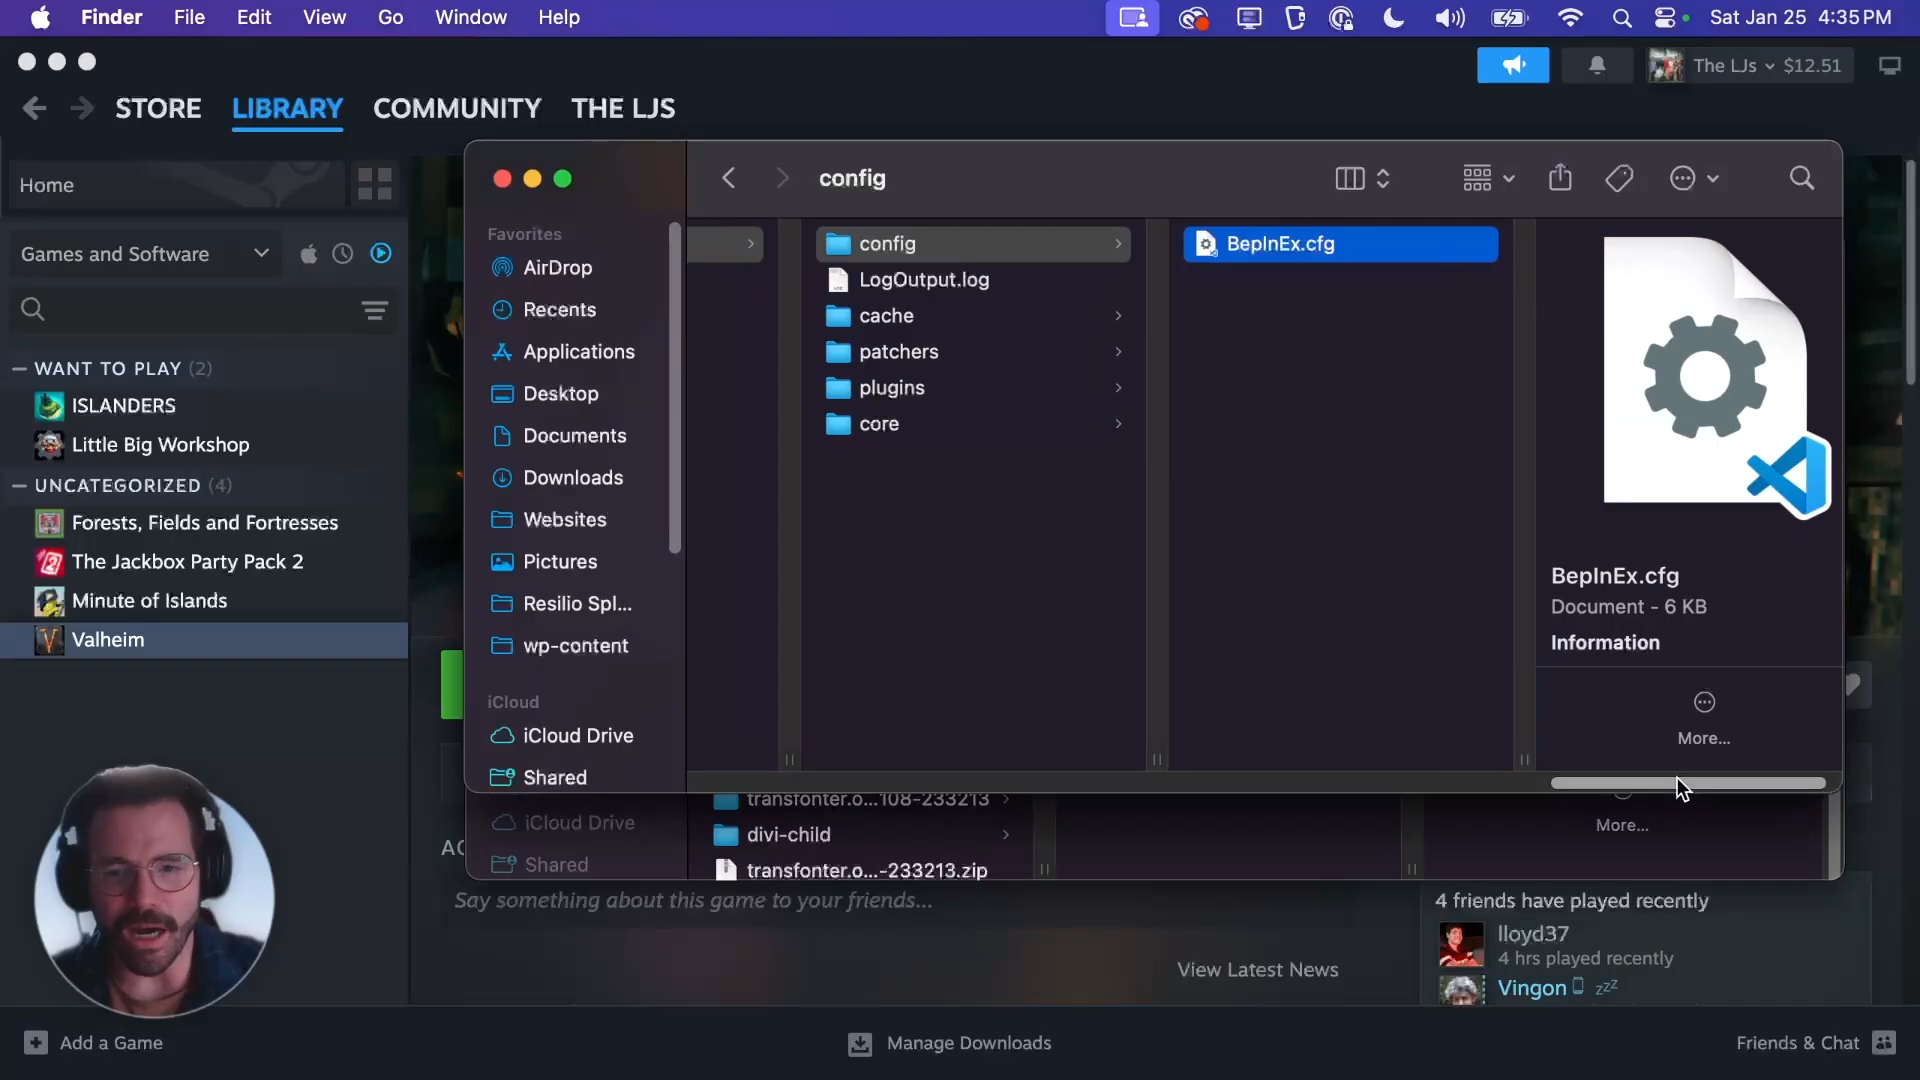 Finder File Edit View Go Window Help Sat Jan 25 4:35 PM
The LJs $12.51
STORE LIBRARY COMMUNITY THE LJS
Home
Games and Software
WANT TO PLAY (2)
ISLANDERS
Little Big Workshop
UNCATEGORIZED (4)
Forests, Fields and Fortresses
The Jackbox Party Pack 2
Minute of Islands
Valheim
config
Favorites
AirDrop
Recents
Applications
Desktop
Documents
Downloads
Websites
Pictures
Resilio Spl...
wp-content
iCloud
iCloud Drive
Shared
config
LogOutput.log
cache
patchers
plugins
core
BepInEx.cfg
BepInEx.cfg
Document - 6 KB
Information
More...
iCloud Drive
Shared
transfonter.o...108-233213
divi-child
transfonter.o...-233213.zip
More...
Say something about this game to your friends...
View Latest News
4 friends have played recently
lloyd37
4 hrs played recently
Vingon zzz
Add a Game
Manage Downloads
Friends & Chat